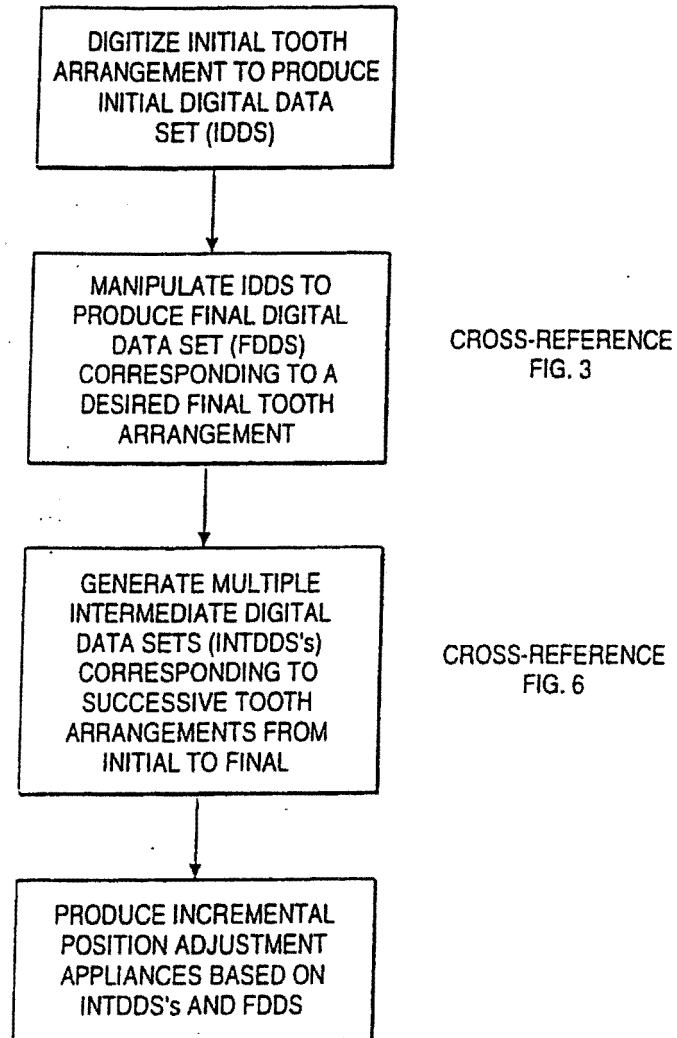 DIGITIZE INITIAL TOOTH
ARRANGEMENT TO PRODUCE
INITIAL DIGITAL DATA
SET (IDDS)
MANIPULATE IDDS TO
PRODUCE FINAL DIGITAL
DATA SET (FDDS)
CORRESPONDING TO A
DESIRED FINAL TOOTH
ARRANGEMENT
CROSS-REFERENCE
FIG. 3
GENERATE MULTIPLE
INTERMEDIATE DIGITAL
DATA SETS (INTDDS's)
CORRESPONDING TO
SUCCESSIVE TOOTH
ARRANGEMENTS FROM
INITIAL TO FINAL
CROSS-REFERENCE
FIG. 6
PRODUCE INCREMENTAL
POSITION ADJUSTMENT
APPLIANCES BASED ON
INTDDS's AND FDDS